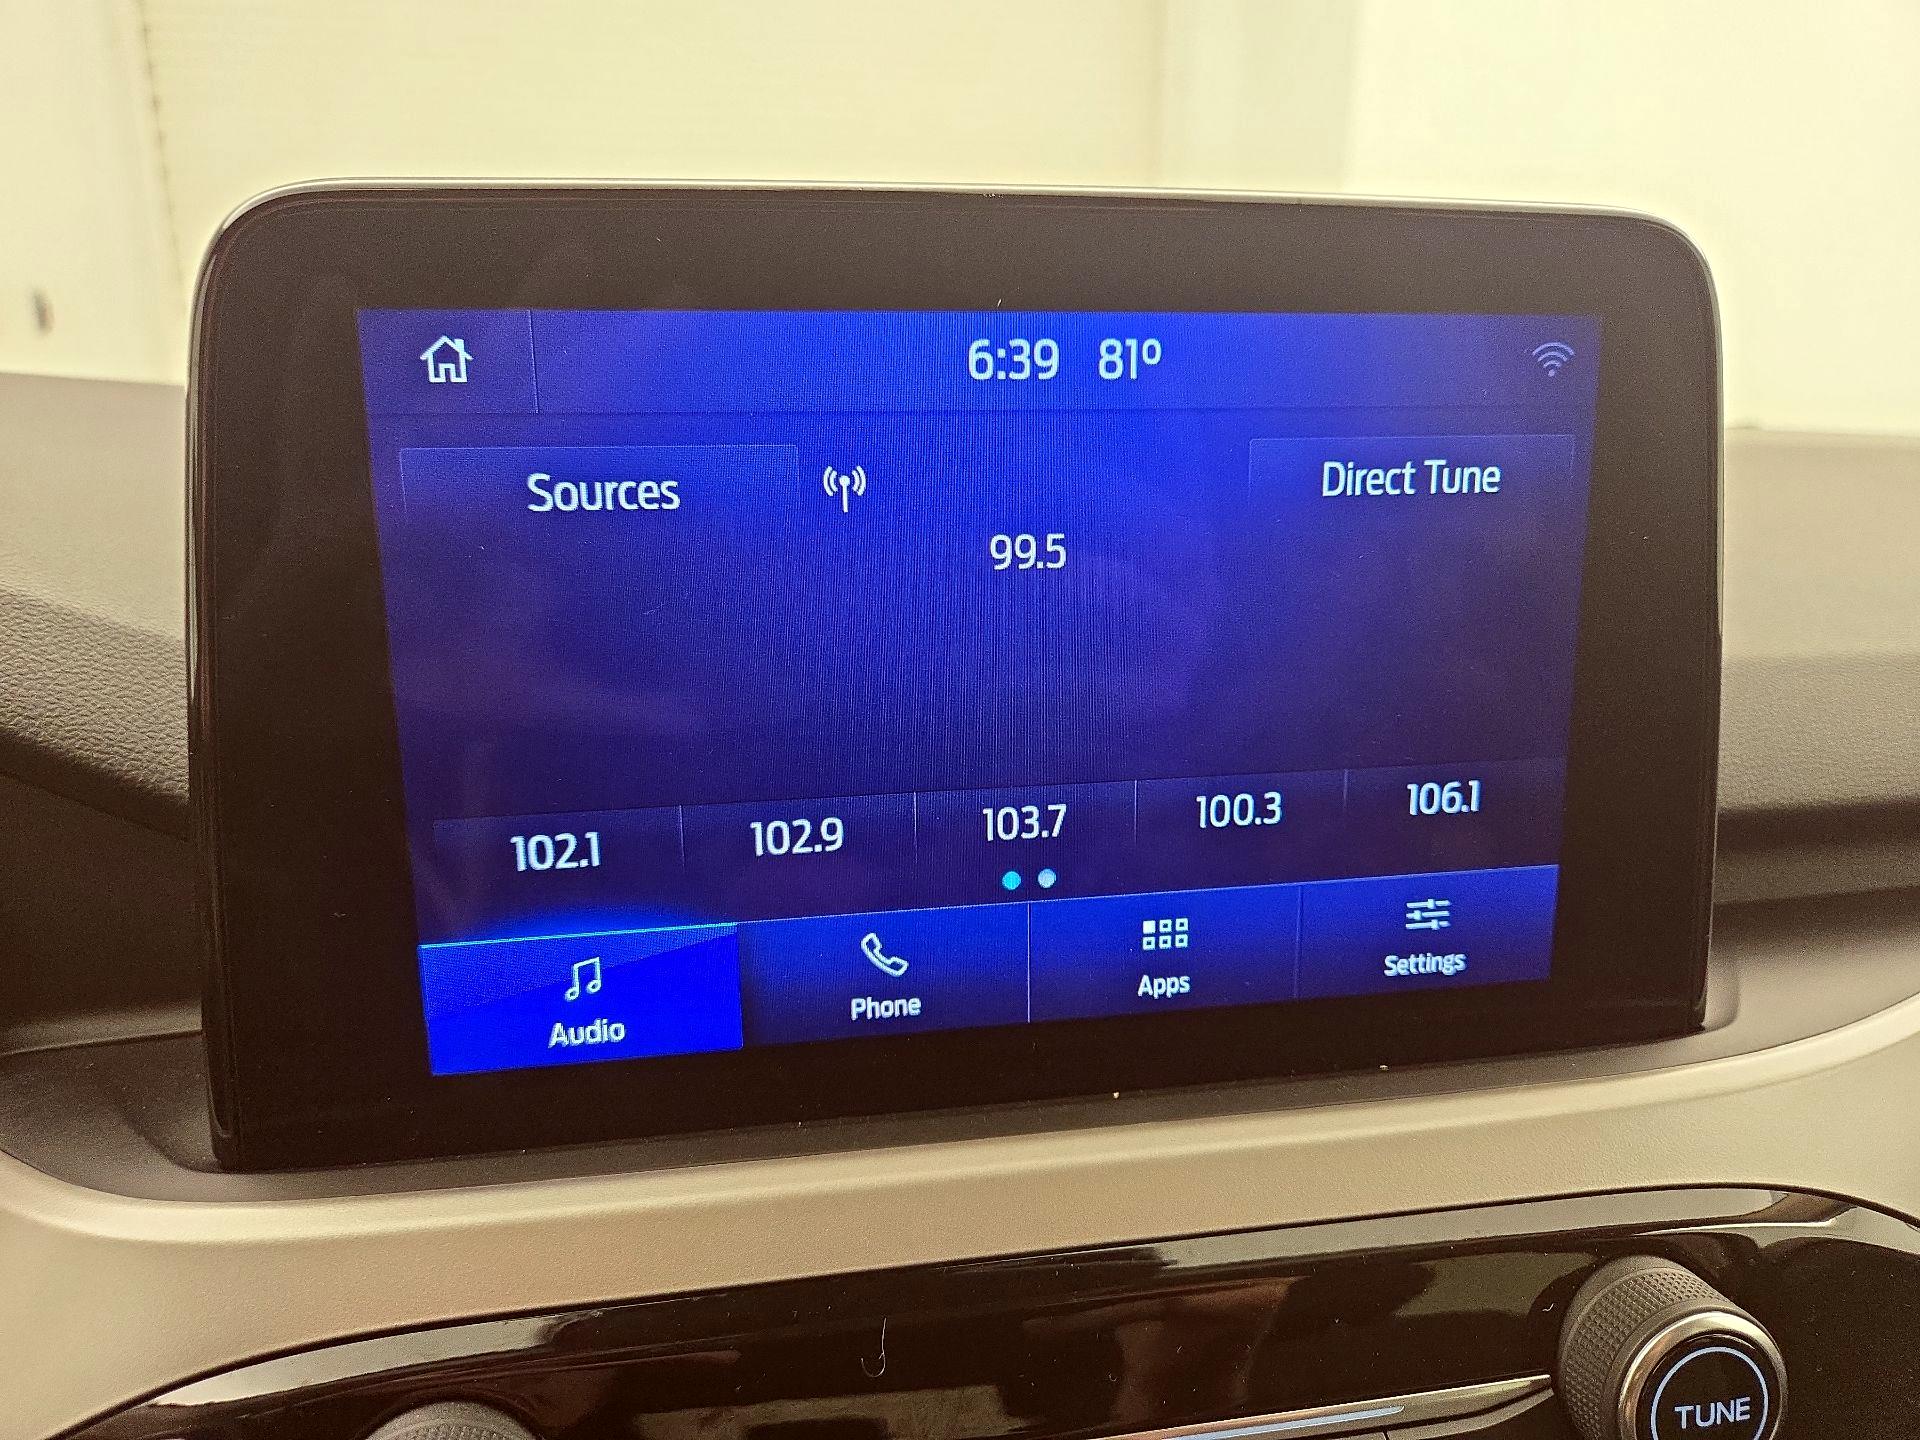 6:39 81º
Sources
Direct Tune
99.5
102.1
102.9
103.7
100.3
106.1
Audio
Phone
Apps
Settings
TUNE